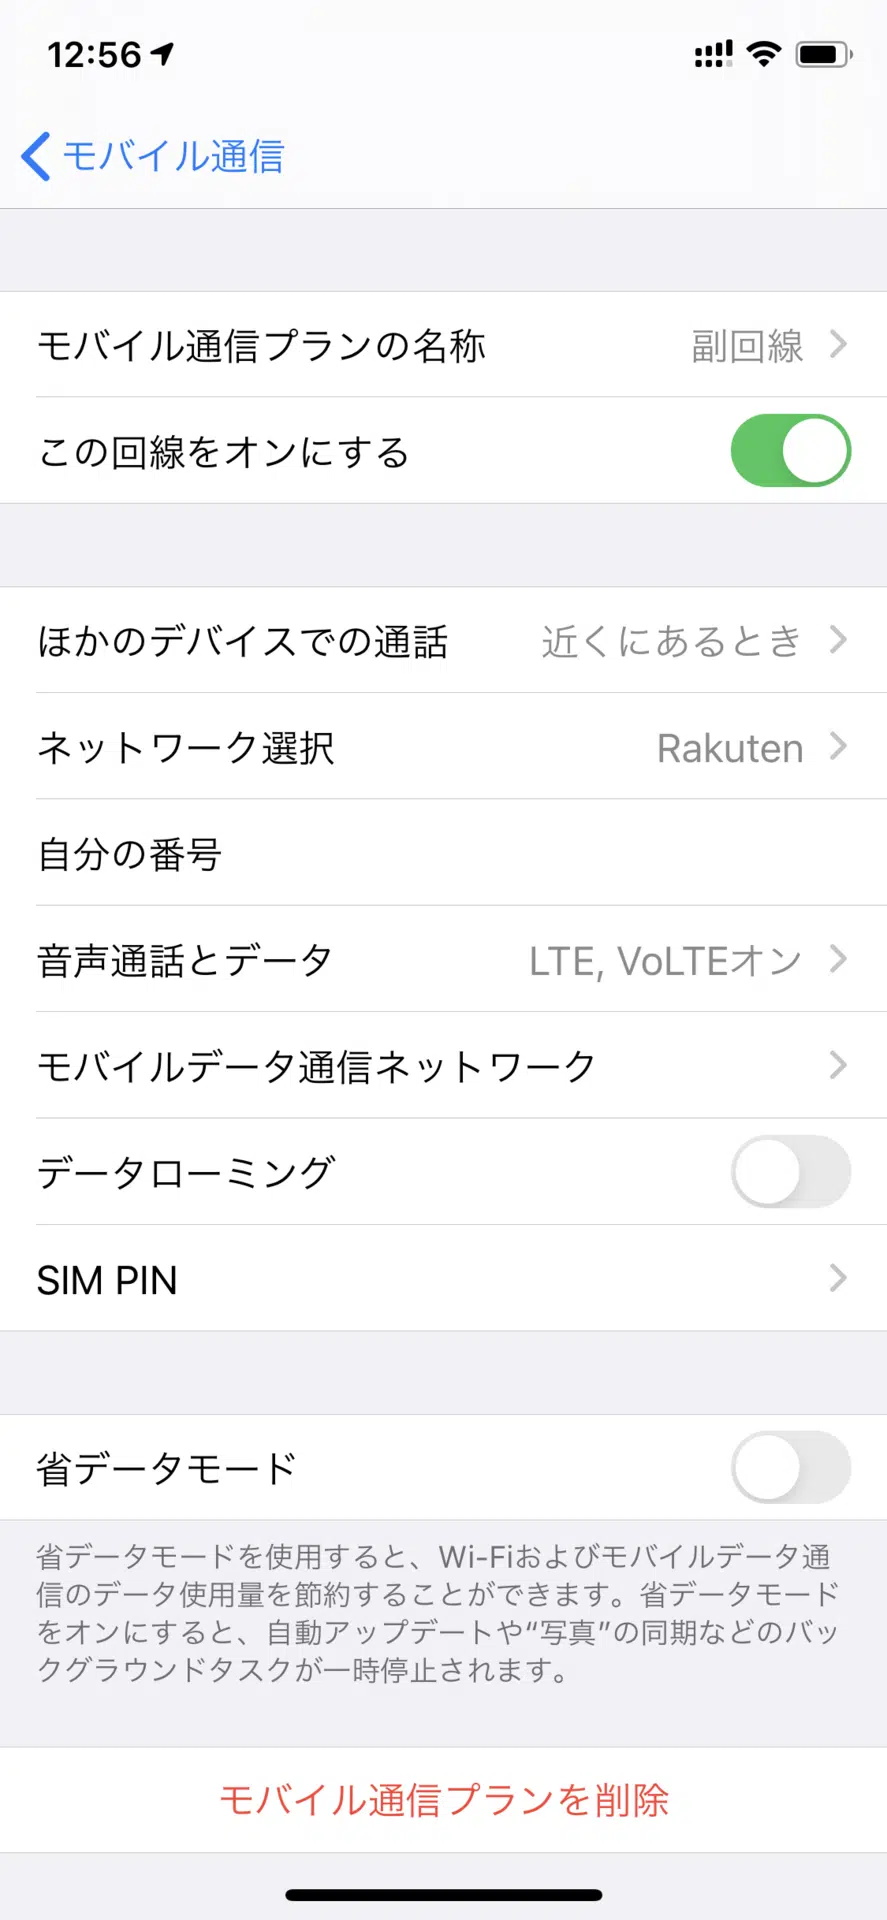 12:56
モバイル通信
モバイル通信プランの名称 副回線
この回線をオンにする
ほかのデバイスでの通話 近くにあるとき
ネットワーク選択 Rakuten
自分の番号
音声通話とデータ LTE, VoLTEオン
モバイルデータ通信ネットワーク
データローミング
SIM PIN
省データモード
省データモードを使用すると、Wi-Fiおよびモバイルデータ通
信のデータ使用量を節約することができます。省データモード
をオンにすると、自動アップデートや“写真”の同期などのバッ
クグラウンドタスクが一時停止されます。
モバイル通信プランを削除